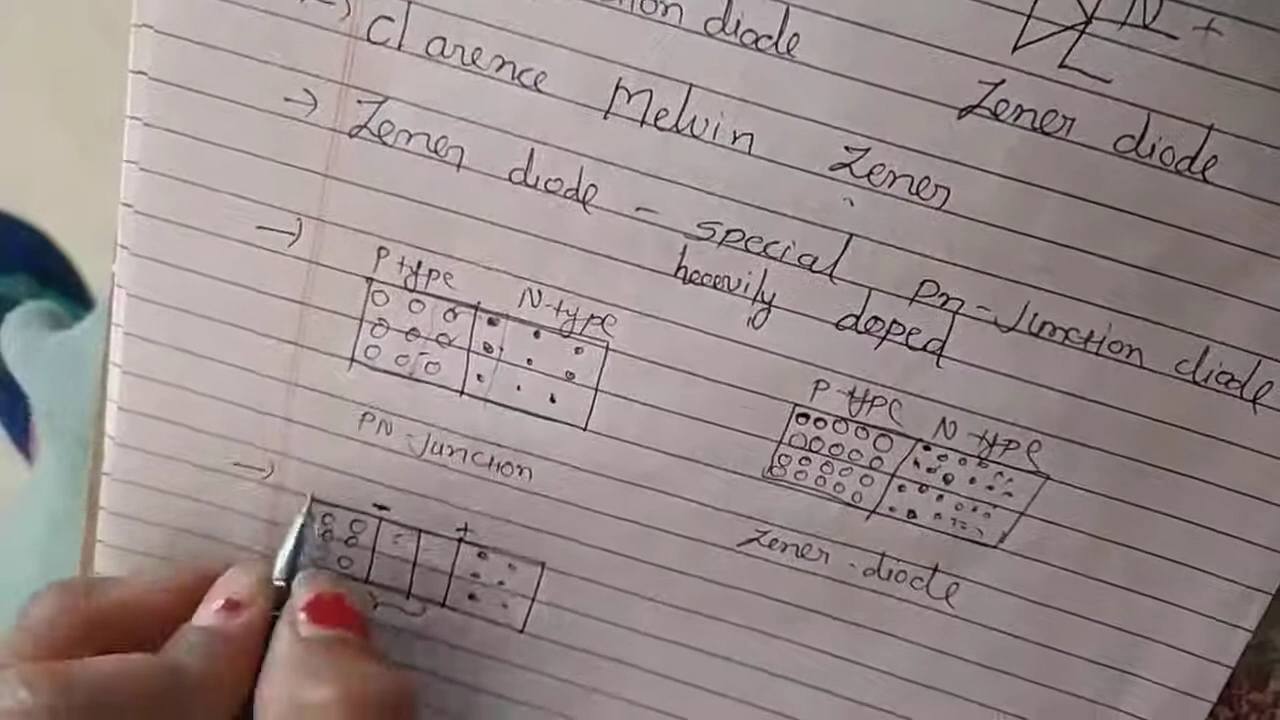 junction diode
N +
Zener diode
→ Clarence Melvin Zener
→ Zener diode - special Pn-Junction diode
heavily doped
→
P type N-type
PN-Junction
P-type N-type
Zener-diode
→
- +